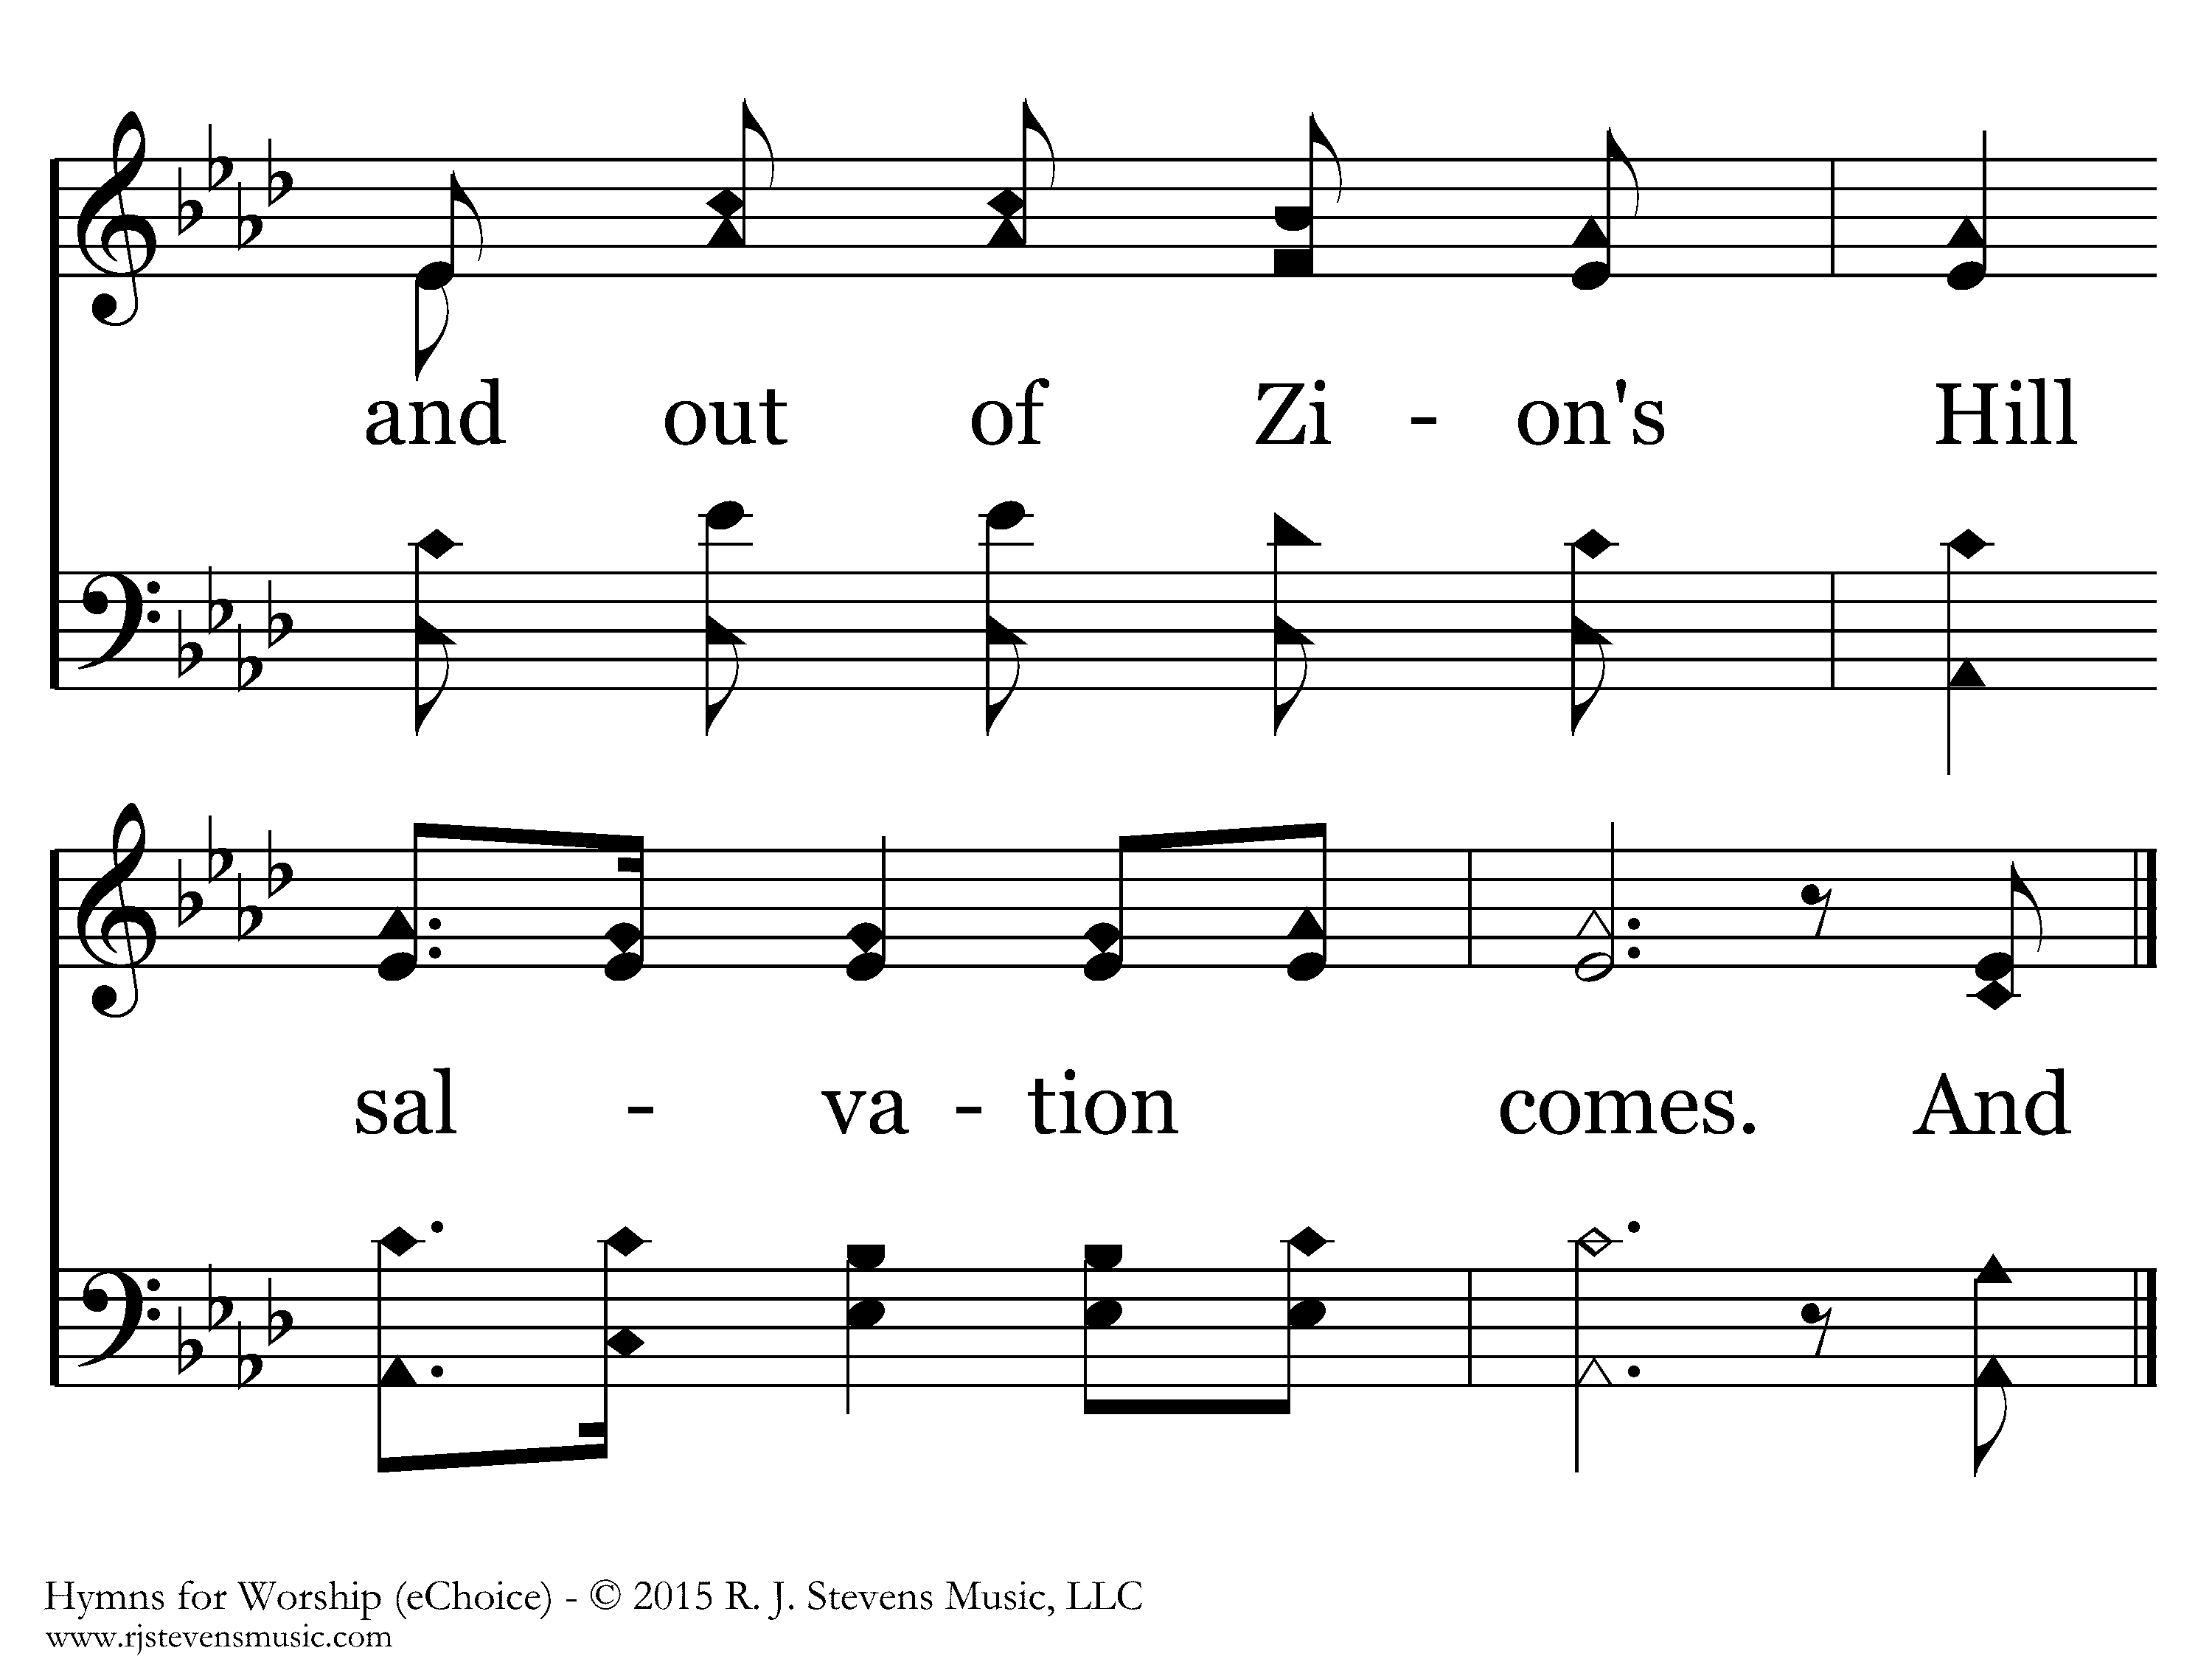 and out of Zi - on's Hill
sal - va - tion comes. And
Hymns for Worship (eChoice) - © 2015 R. J. Stevens Music, LLC
www.rjstevensmusic.com